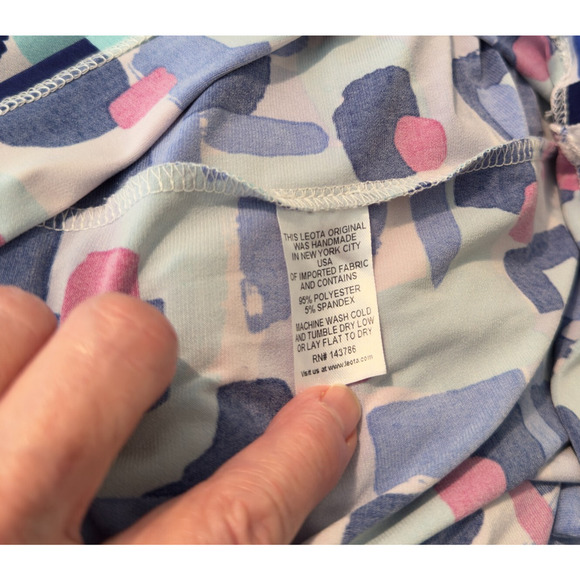 THIS LEOTA ORIGINAL
WAS HANDMADE
IN NEW YORK CITY
USA
OF IMPORTED FABRIC
AND CONTAINS
95% POLYESTER
5% SPANDEX
MACHINE WASH COLD
AND TUMBLE DRY LOW
OR LAY FLAT TO DRY
RN# 143786
Visit us at www.leota.com